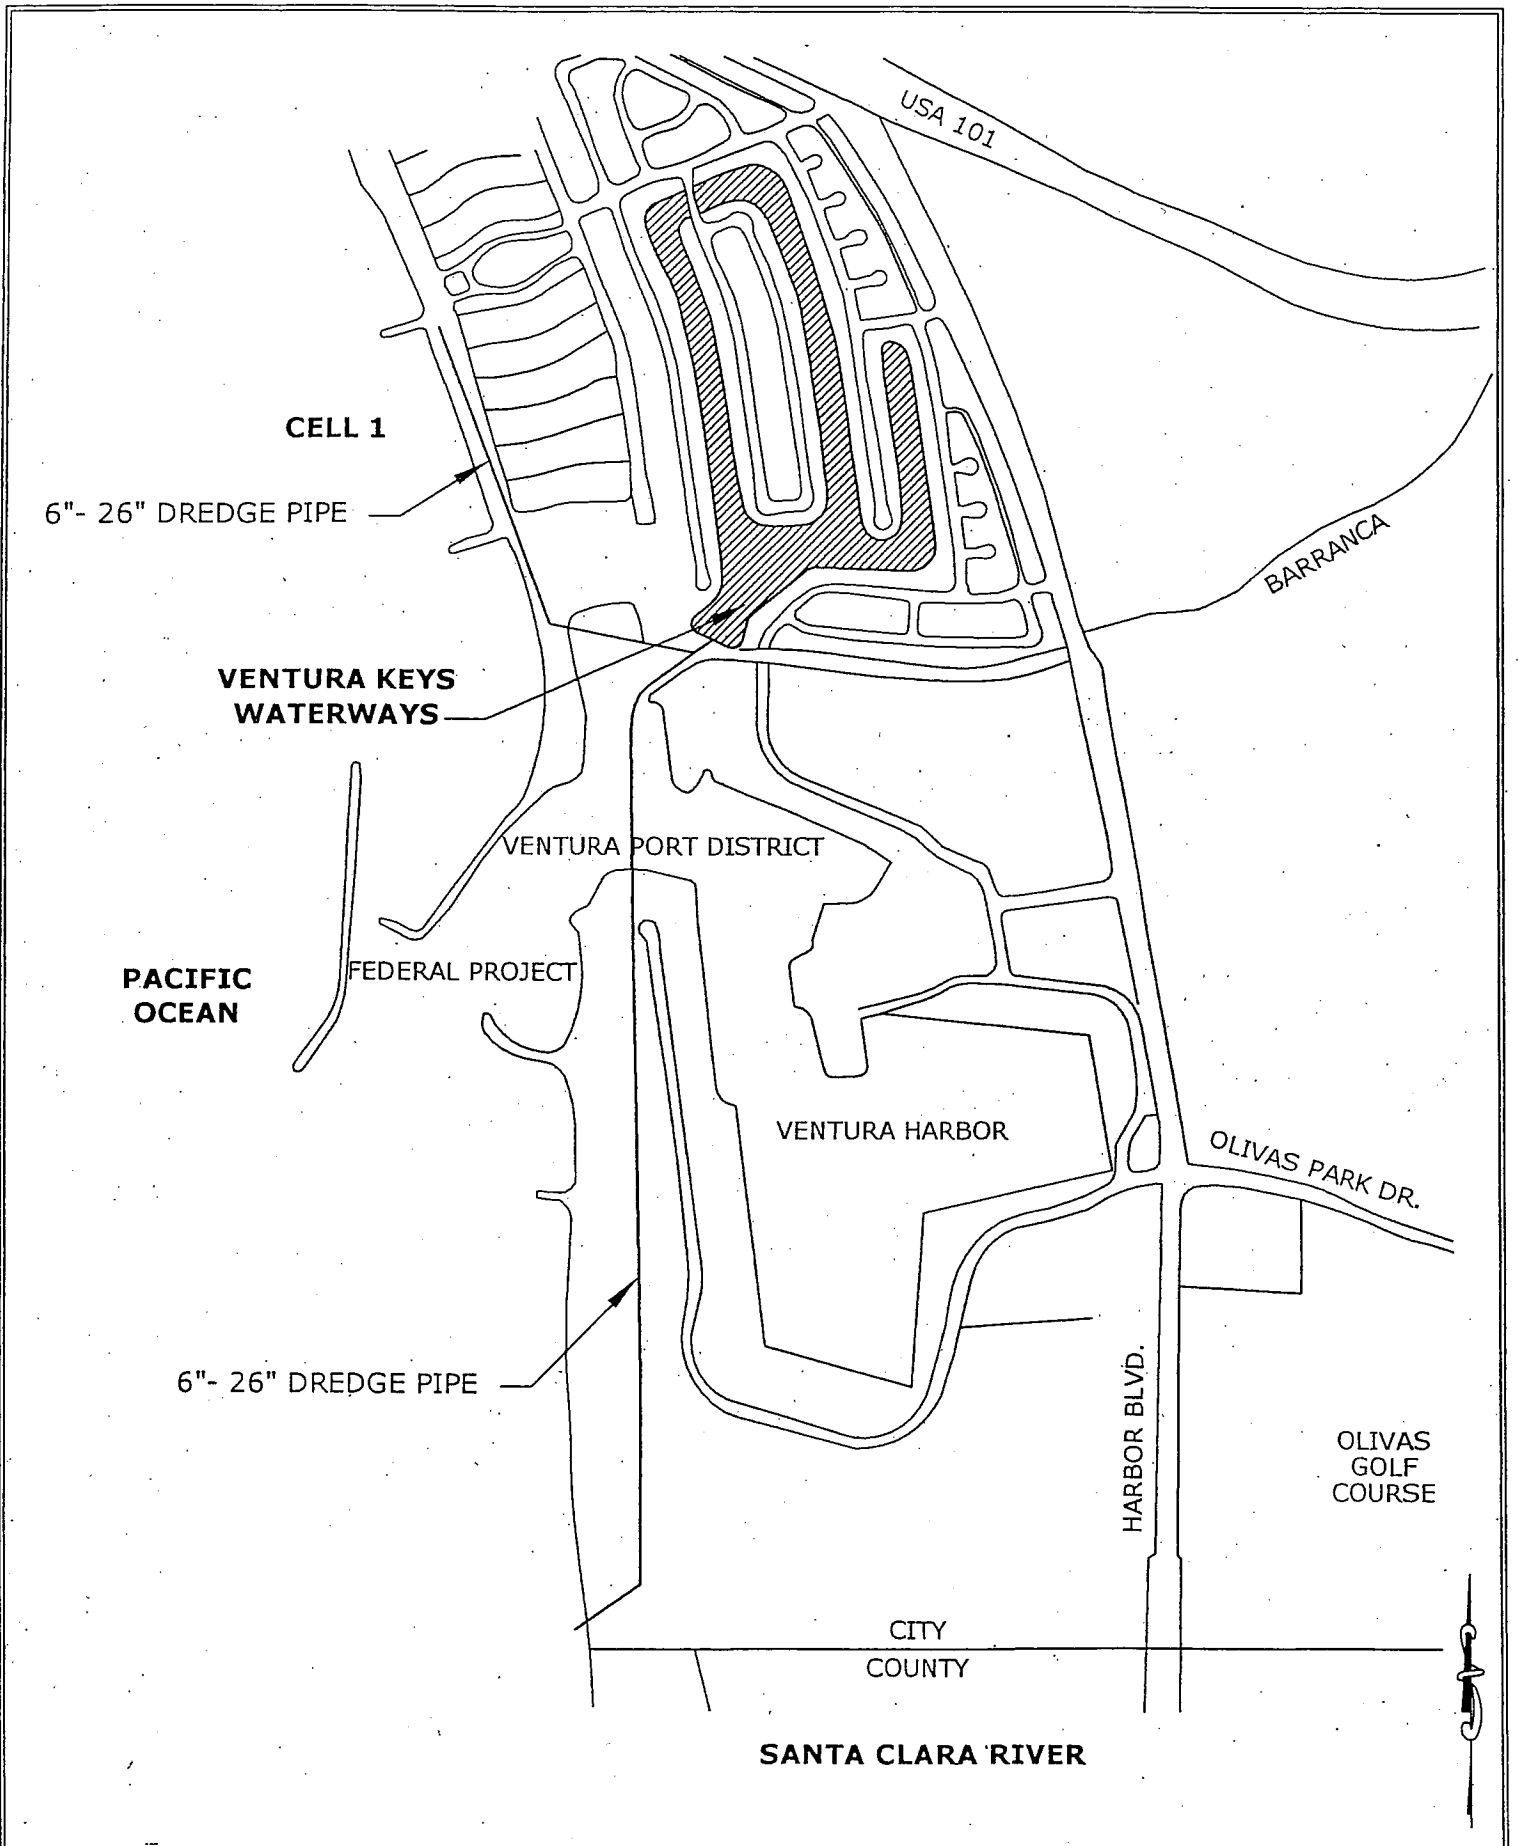 USA 101
CELL 1
6"- 26" DREDGE PIPE
BARRANCA
VENTURA KEYS
WATERWAYS
VENTURA PORT DISTRICT
FEDERAL PROJECT
PACIFIC
OCEAN
VENTURA HARBOR
OLIVAS PARK DR.
6"- 26" DREDGE PIPE
HARBOR BLVD.
OLIVAS
GOLF
COURSE
CITY
COUNTY
SANTA CLARA RIVER